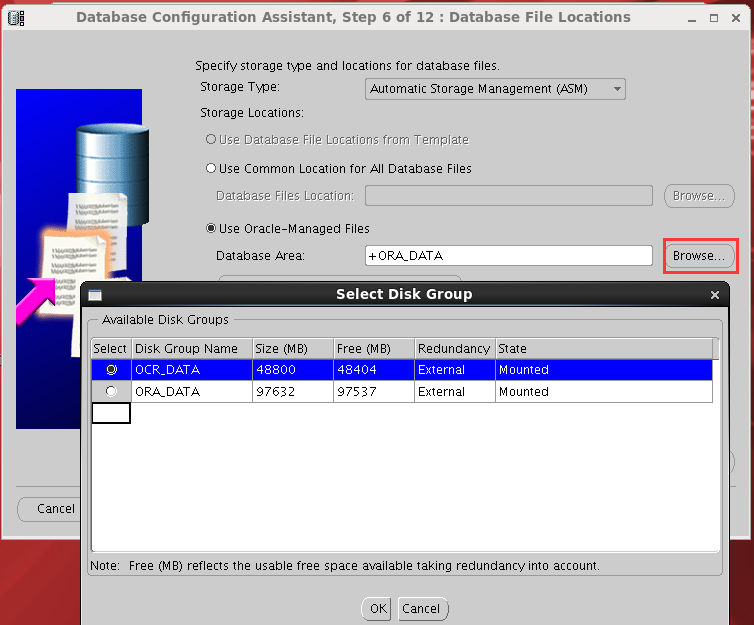 Database Configuration Assistant, Step 6 of 12 : Database File Locations
Specify storage type and locations for database files.
Storage Type: Automatic Storage Management (ASM)
Storage Locations:
Use Database File Locations from Template
Use Common Location for All Database Files
Database Files Location: Browse...
Use Oracle-Managed Files
Database Area: +ORA_DATA Browse...
Select Disk Group
Available Disk Groups
Select Disk Group Name Size (MB) Free (MB) Redundancy State
OCR_DATA 48800 48404 External Mounted
ORA_DATA 97632 97537 External Mounted
Cancel
Note: Free (MB) reflects the usable free space available taking redundancy into account.
OK Cancel